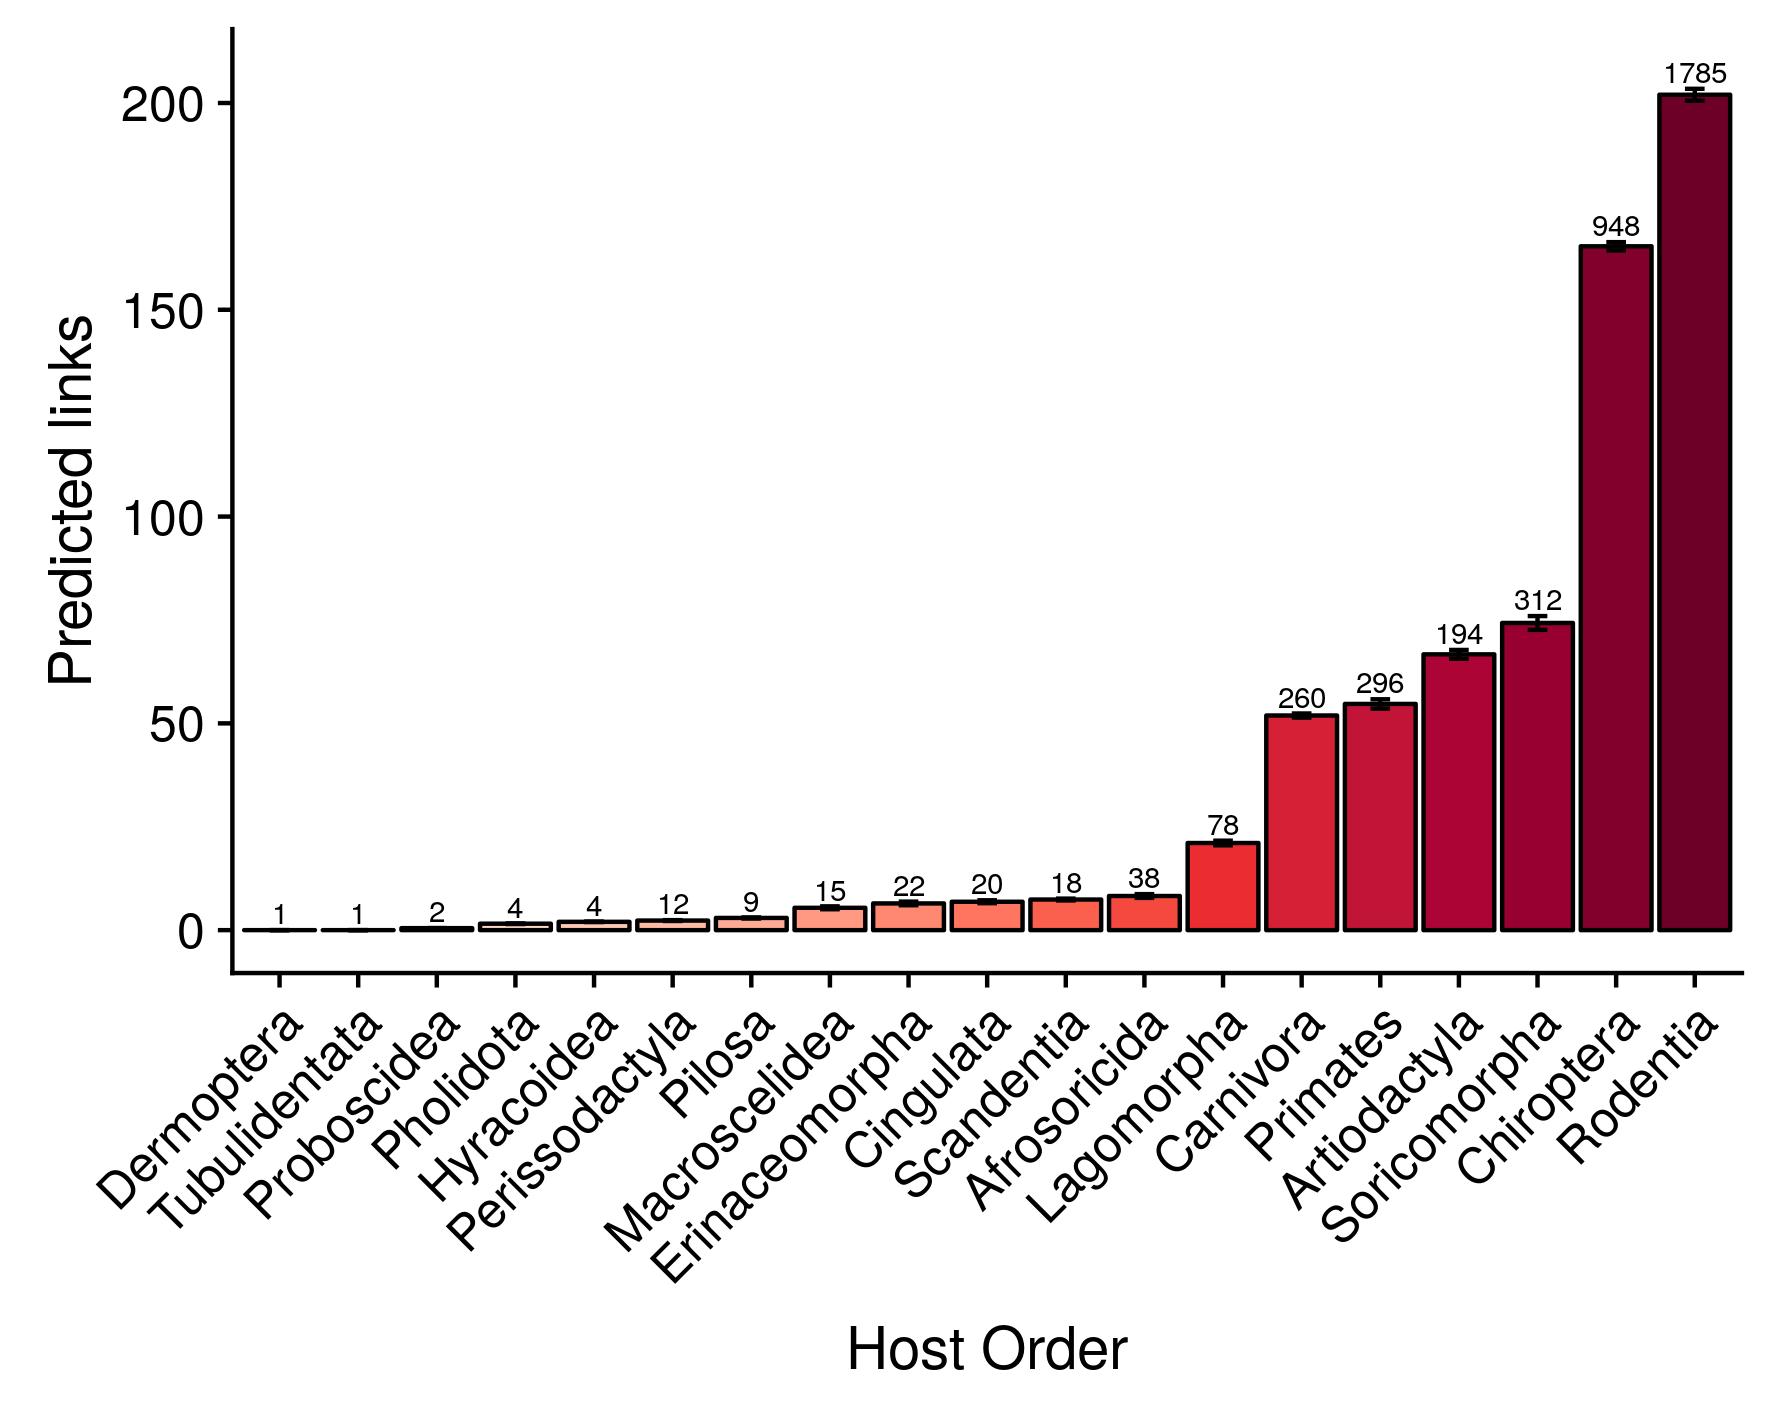 Predicted links
200
150
100
50
0
1
1
2
4
4
12
9
15
22
20
18
38
78
260
296
194
312
948
1785
Dermoptera
Tubulidentata
Proboscidea
Pholidota
Hyracoidea
Perissodactyla
Pilosa
Macroscelidea
Erinaceomorpha
Cingulata
Scandentia
Afrosoricida
Lagomorpha
Carnivora
Primates
Artiodactyla
Soricomorpha
Chiroptera
Rodentia
Host Order